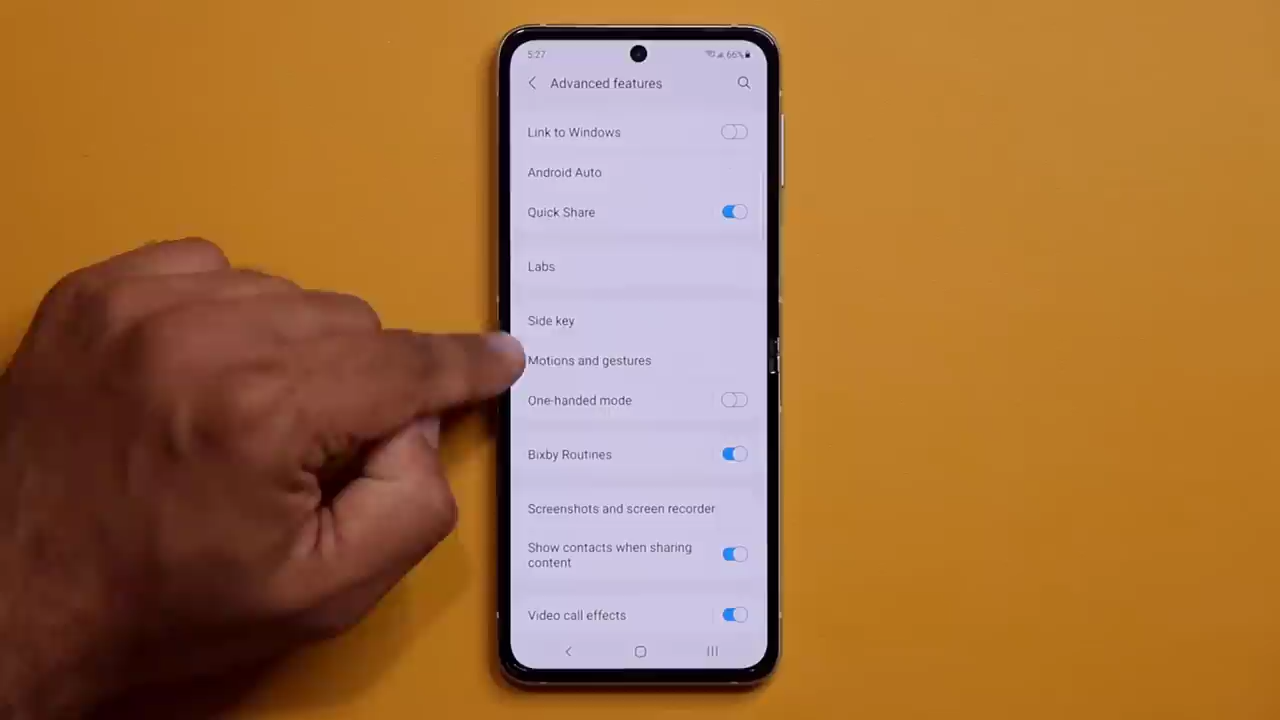 5:27
66%
Advanced features
Link to Windows
Android Auto
Quick Share
Labs
Side key
Motions and gestures
One-handed mode
Bixby Routines
Screenshots and screen recorder
Show contacts when sharing
content
Video call effects